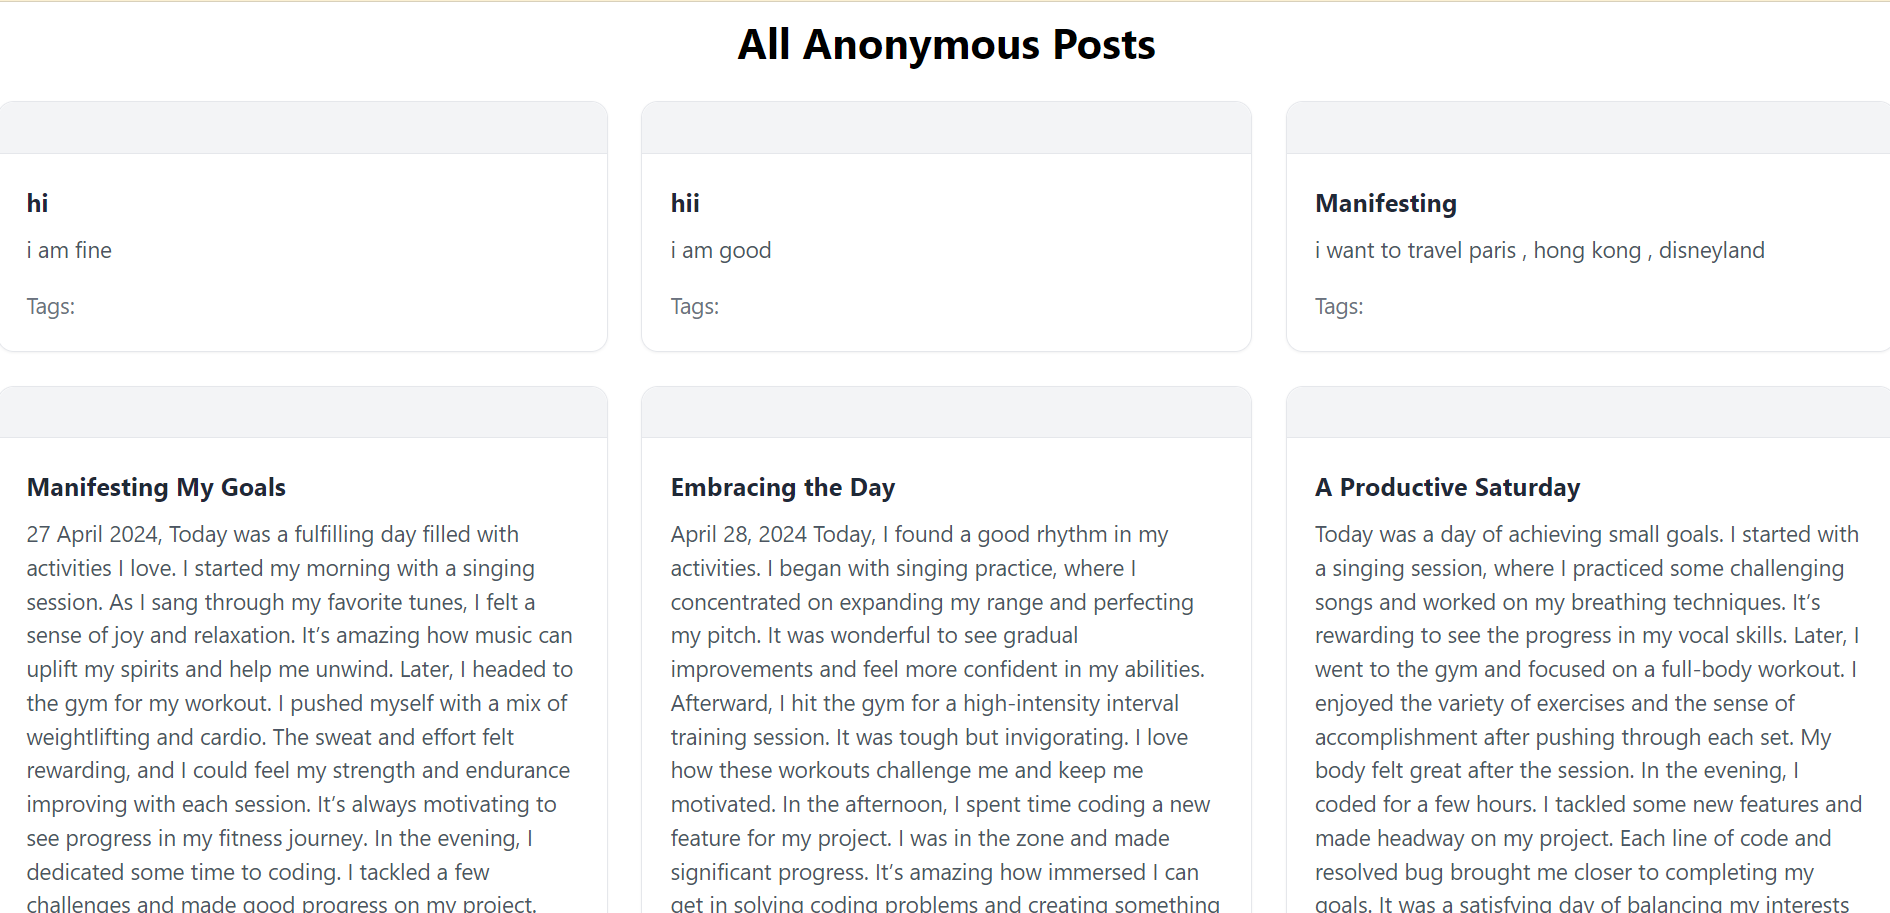 All Anonymous Posts
hi
i am fine
Tags:
hii
i am good
Tags:
Manifesting
i want to travel paris , hong kong , disneyland
Tags:
Manifesting My Goals
27 April 2024, Today was a fulfilling day filled with
activities I love. I started my morning with a singing
session. As I sang through my favorite tunes, I felt a
sense of joy and relaxation. It’s amazing how music can
uplift my spirits and help me unwind. Later, I headed to
the gym for my workout. I pushed myself with a mix of
weightlifting and cardio. The sweat and effort felt
rewarding, and I could feel my strength and endurance
improving with each session. It’s always motivating to
see progress in my fitness journey. In the evening, I
dedicated some time to coding. I tackled a few
challenges and made good progress on my project.
Embracing the Day
April 28, 2024 Today, I found a good rhythm in my
activities. I began with singing practice, where I
concentrated on expanding my range and perfecting
my pitch. It was wonderful to see gradual
improvements and feel more confident in my abilities.
Afterward, I hit the gym for a high-intensity interval
training session. It was tough but invigorating. I love
how these workouts challenge me and keep me
motivated. In the afternoon, I spent time coding a new
feature for my project. I was in the zone and made
significant progress. It’s amazing how immersed I can
get in solving coding problems and creating something
A Productive Saturday
Today was a day of achieving small goals. I started with
a singing session, where I practiced some challenging
songs and worked on my breathing techniques. It’s
rewarding to see the progress in my vocal skills. Later, I
went to the gym and focused on a full-body workout. I
enjoyed the variety of exercises and the sense of
accomplishment after pushing through each set. My
body felt great after the session. In the evening, I
coded for a few hours. I tackled some new features and
made headway on my project. Each line of code and
resolved bug brought me closer to completing my
goals. It was a satisfying day of balancing my interests